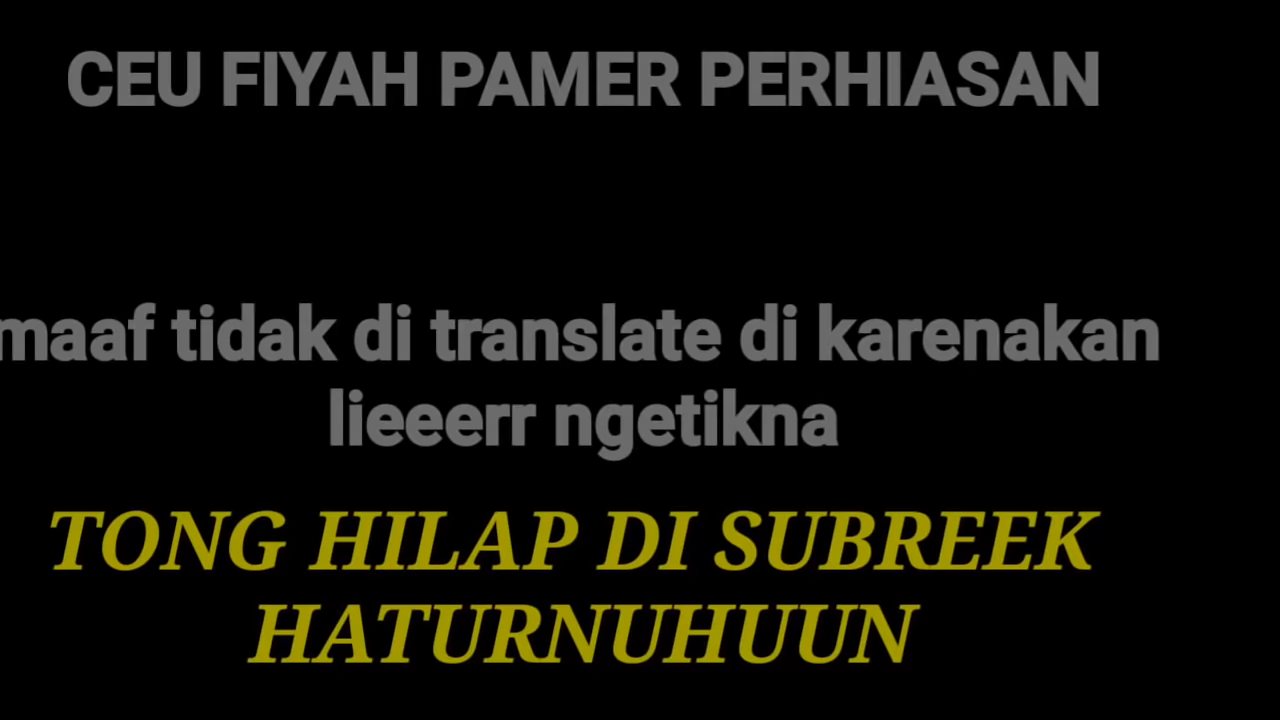 CEU FIYAH PAMER PERHIASAN
maaf tidak di translate di karenakan
lieeerr ngetikna
TONG HILAP DI SUBREEK
HATURNUHUUN